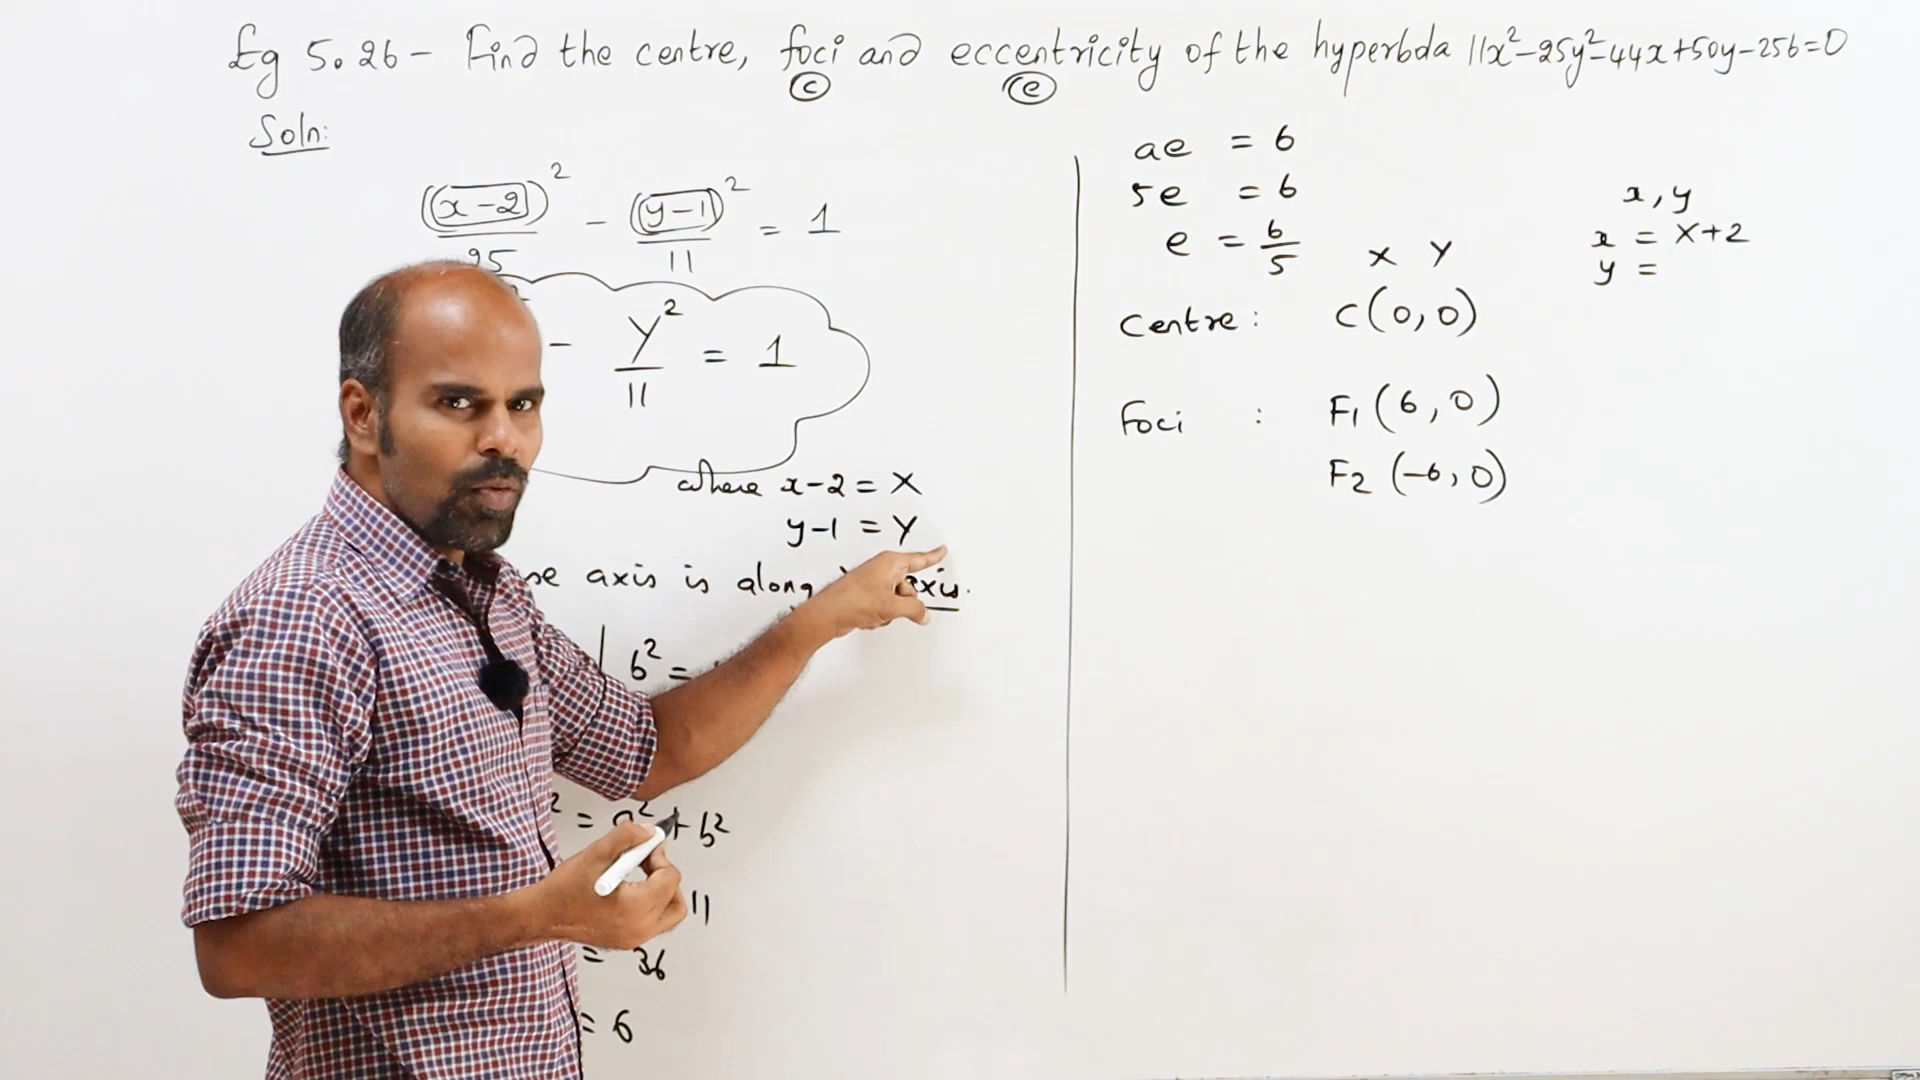 Eg 5.26 - Find the centre, foci and eccentricity of the hyperbola 11x²-25y²-44x+50y-256=0
ⓒ ⓔ
Soln:
((x-2))²/25 - ((y-1))²/11 = 1
- Y²/11 = 1
where x-2 = X
y-1 = Y
axis is along axis.
b² =
= a² + b²
11
= 36
= 6
ae = 6
5e = 6
e = 6/5
X Y
Centre: C(0,0)
Foci : F1 (6,0)
F2 (-6,0)
x, y
x = X+2
y =